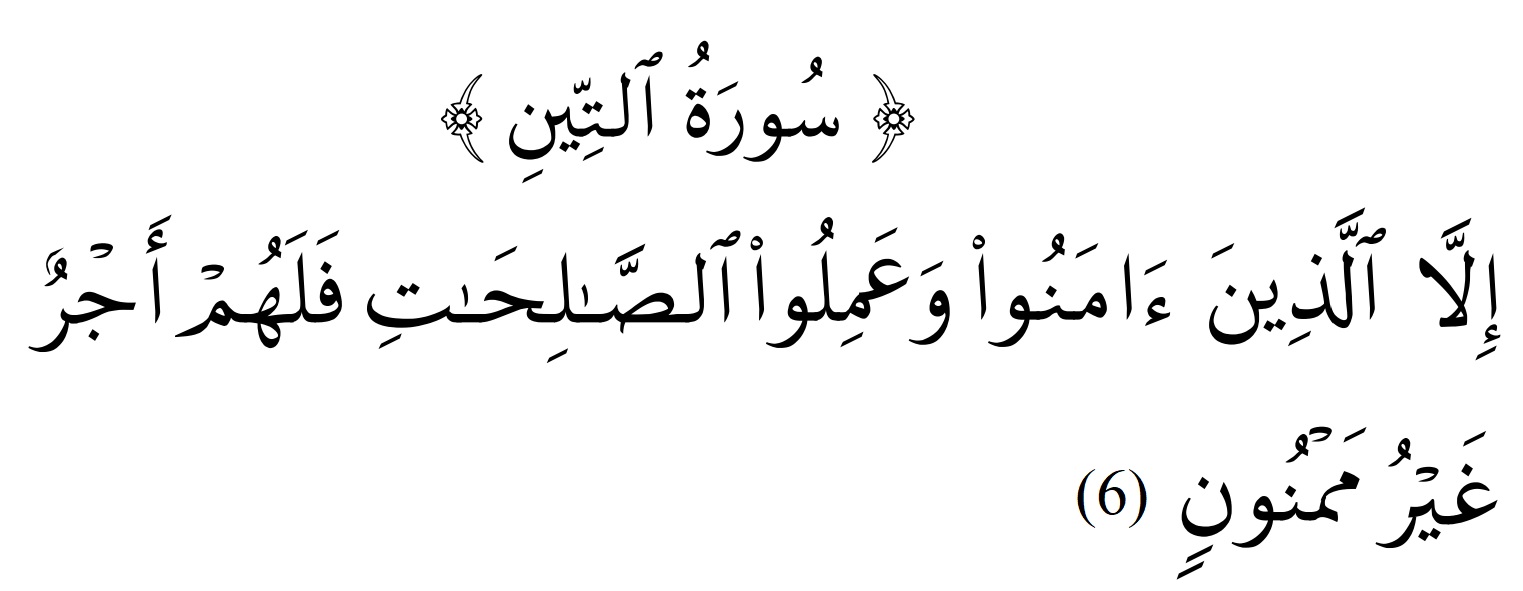 ﴿ سُورَةُ ٱلتِّينِ ﴾
إِلَّا ٱلَّذِينَ ءَامَنُوا۟ وَعَمِلُوا۟ ٱلصَّـٰلِحَـٰتِ فَلَهُمۡ أَجۡرٌ
غَيۡرُ مَمۡنُونٍ (6)